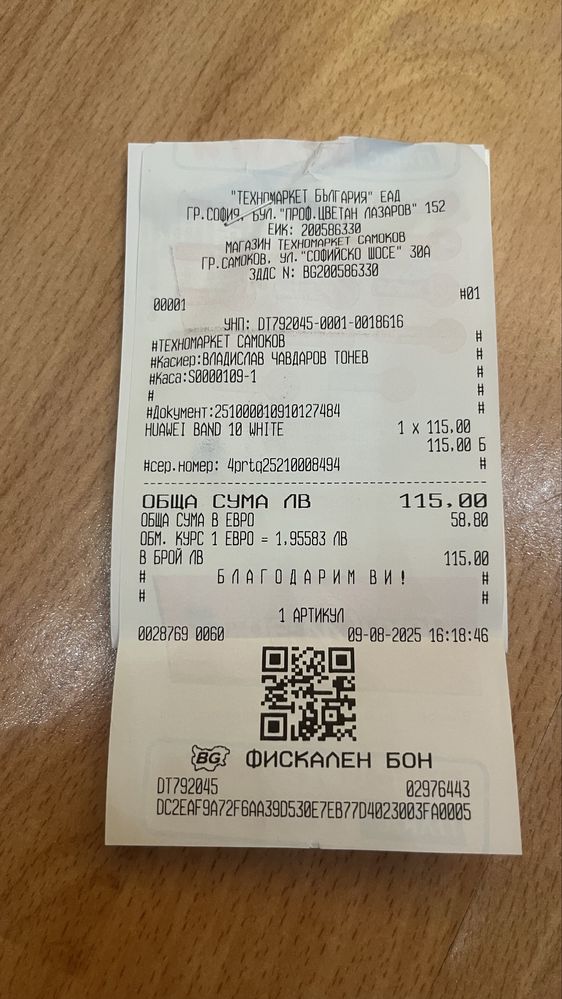 "ТЕХНОМАРКЕТ БЪЛГАРИЯ" ЕАД
ГР.СОФИЯ, БУЛ."ПРОФ.ЦВЕТАН ЛАЗАРОВ" 152
ЕИК: 200586330
МАГАЗИН ТЕХНОМАРКЕТ САМОКОВ
ГР.САМОКОВ, УЛ."СОФИЙСКО ШОСЕ" 30А
ЗДДС N: BG200586330
00001 #01
УНП: DT792045-0001-0018616
#ТЕХНОМАРКЕТ САМОКОВ #
#Касиер:ВЛАДИСЛАВ ЧАВДАРОВ ТОНЕВ #
#Каса:S0000109-1 #
# #
#Документ:251000010910127484 #
HUAWEI BAND 10 WHITE 1 x 115.00
115.00 Б
#сер.номер: 4prtq25210008494 #
ОБЩА СУМА ЛВ 115.00
ОБЩА СУМА В ЕВРО 58.80
ОБМ. КУРС 1 ЕВРО = 1.95583 ЛВ
В БРОЙ ЛВ 115.00
# БЛАГОДАРИМ ВИ! #
# #
1 АРТИКУЛ
0028769 0060 09-08-2025 16:18:46
BG ФИСКАЛЕН БОН
DT792045 02976443
DC2EAF9A72F6AA39D530E7EB77D4023003FA0005